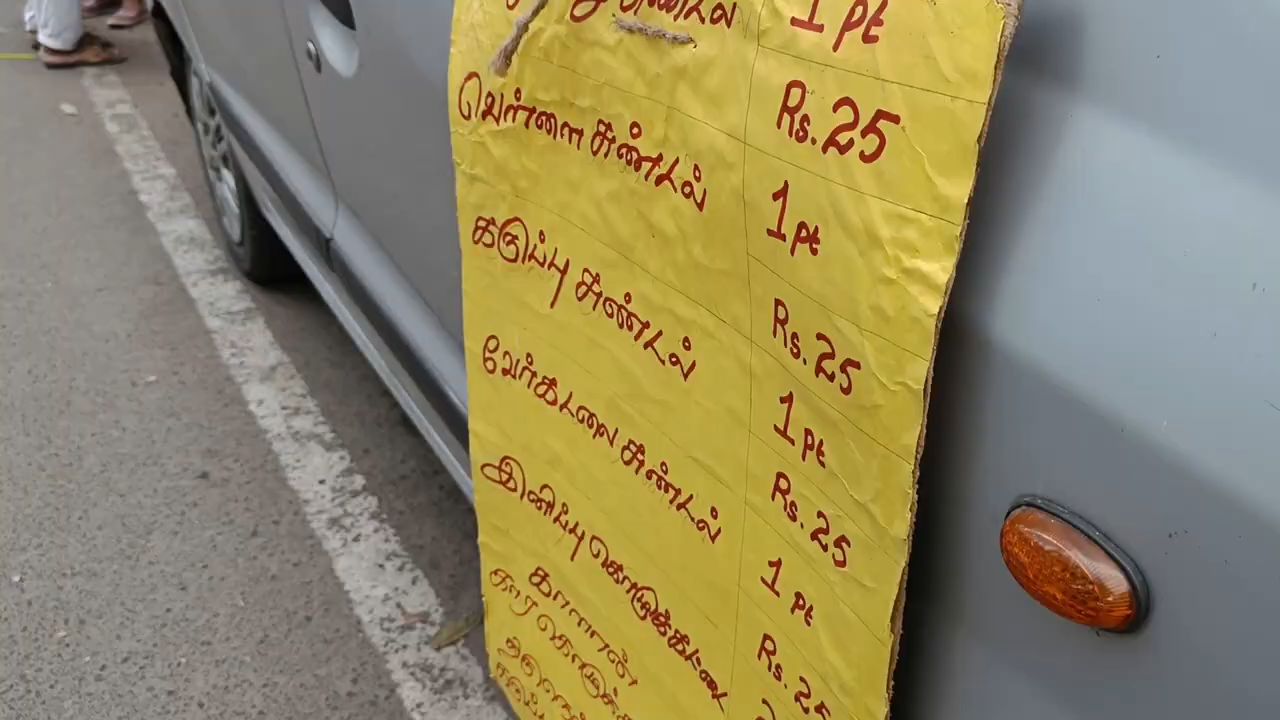 சுண்டல் 1 pt
Rs.25
வெள்ளை சுண்டல் 1 pt
Rs.25
கருப்பு சுண்டல் 1 pt
Rs.25
வேர்கடலை சுண்டல் 1 pt
Rs.25
இனிப்பு கொழுக்கட்டை
காளான்
கார கொழுக்